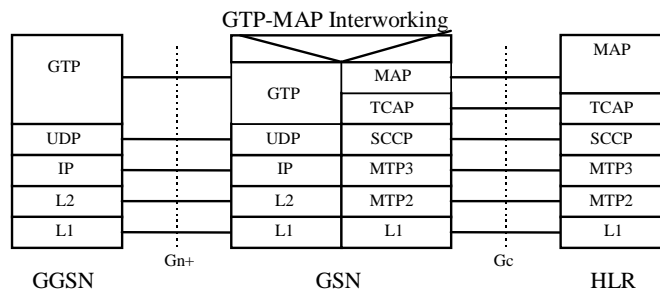 GTP-MAP Interworking
GTP MAP MAP
GTP
TCAP TCAP
UDP UDP SCCP SCCP
IP IP MTP3 MTP3
L2 L2 MTP2 MTP2
L1 L1 L1 L1
Gn+ Gc
GGSN GSN HLR